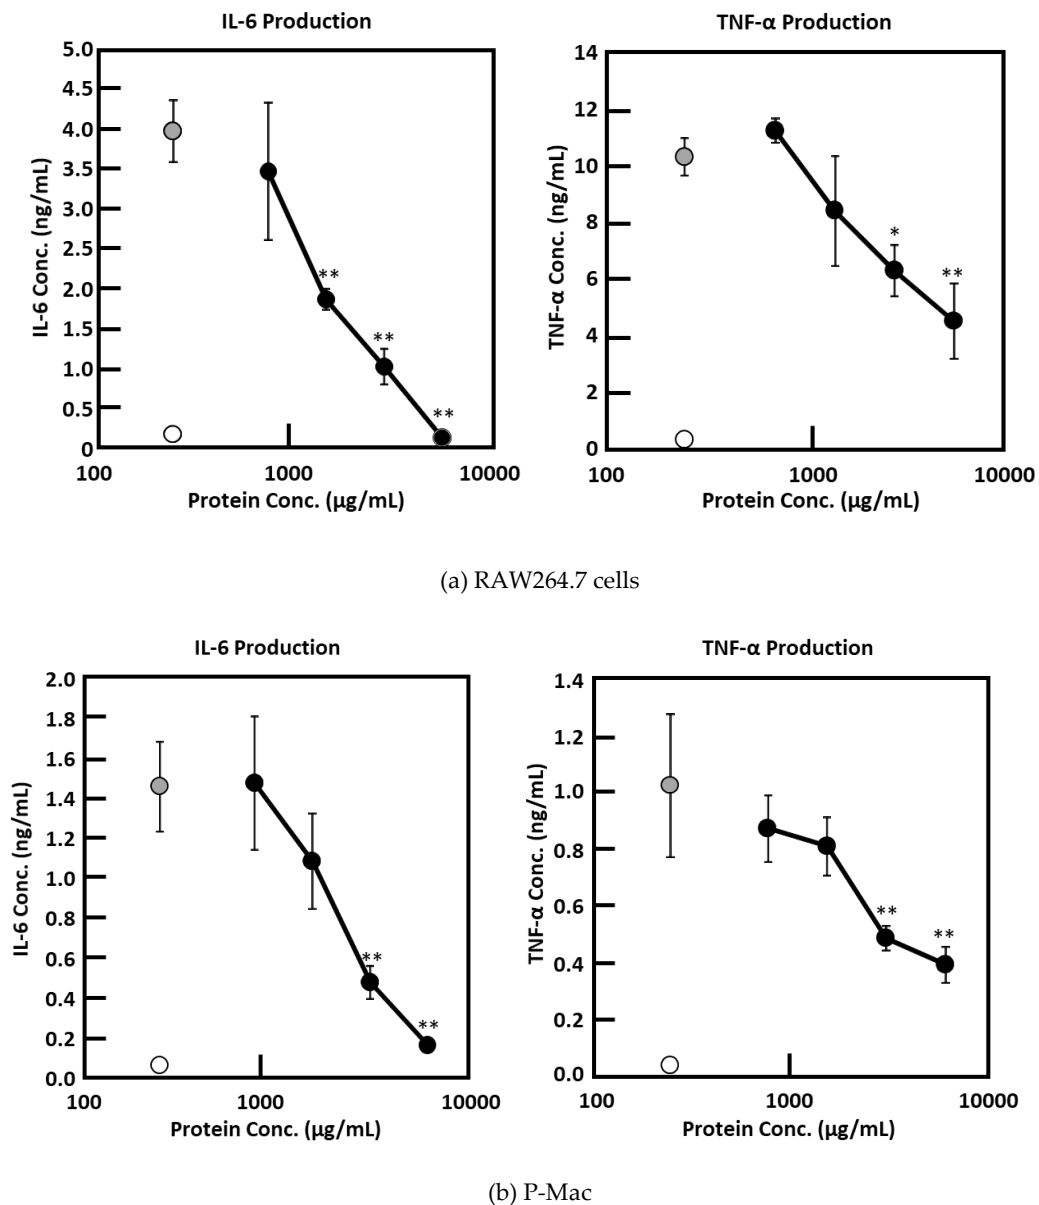 IL-6 Production
TNF-α Production
IL-6 Conc. (ng/mL)
5.0
4.5
4.0
3.5
3.0
2.5
2.0
1.5
1.0
0.5
0
**
**
**
100 1000 10000
Protein Conc. (µg/mL)
TNF-α Conc. (ng/mL)
14
12
10
8
6
4
2
0
*
**
100 1000 10000
Protein Conc. (µg/mL)
(a) RAW264.7 cells
IL-6 Production
TNF-α Production
IL-6 Conc. (ng/mL)
2.0
1.8
1.6
1.4
1.2
1.0
0.8
0.6
0.4
0.2
0.0
**
**
100 1000 10000
Protein Conc. (µg/mL)
TNF-α Conc. (ng/mL)
1.4
1.2
1.0
0.8
0.6
0.4
0.2
0.0
**
**
100 1000 10000
Protein Conc. (µg/mL)
(b) P-Mac